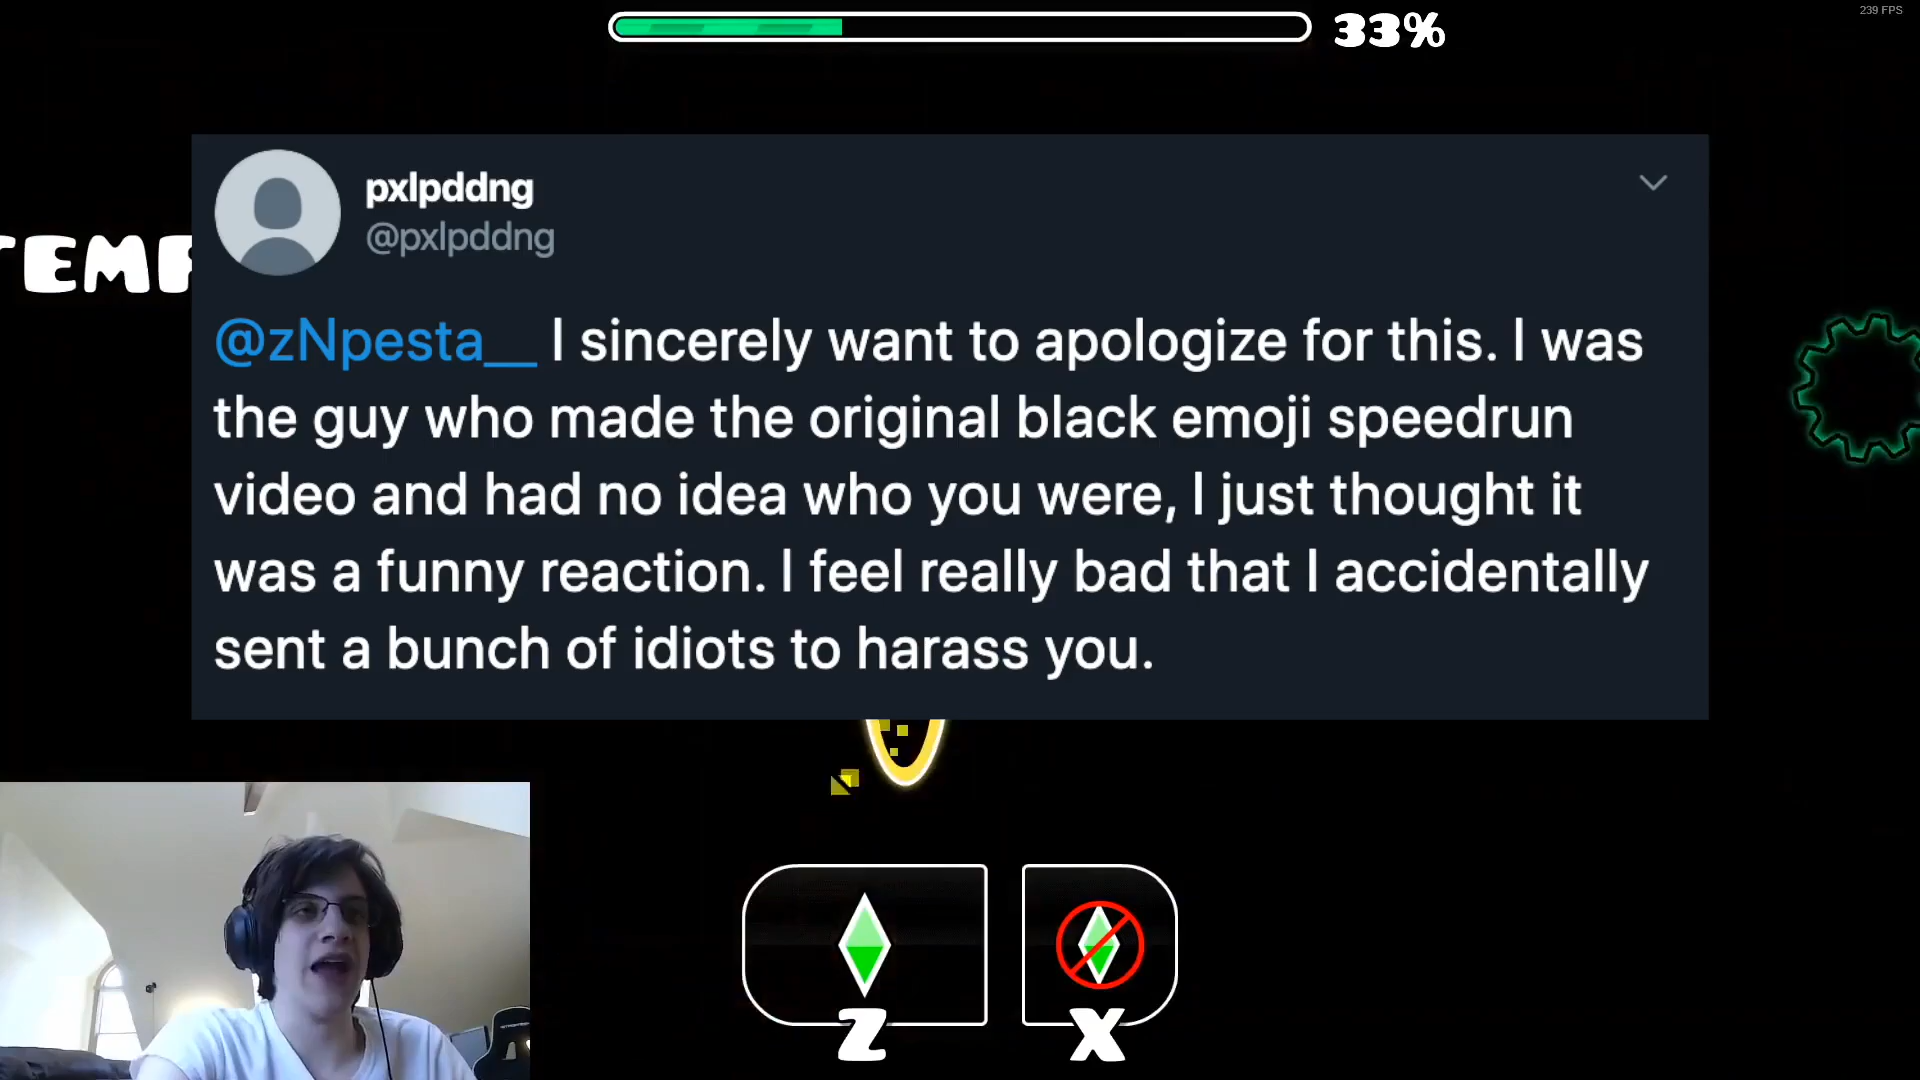 239 FPS
33%
TEMP
pxlpddng
@pxlpddng
@zNpesta__ I sincerely want to apologize for this. I was
the guy who made the original black emoji speedrun
video and had no idea who you were, I just thought it
was a funny reaction. I feel really bad that I accidentally
sent a bunch of idiots to harass you.
Z
X